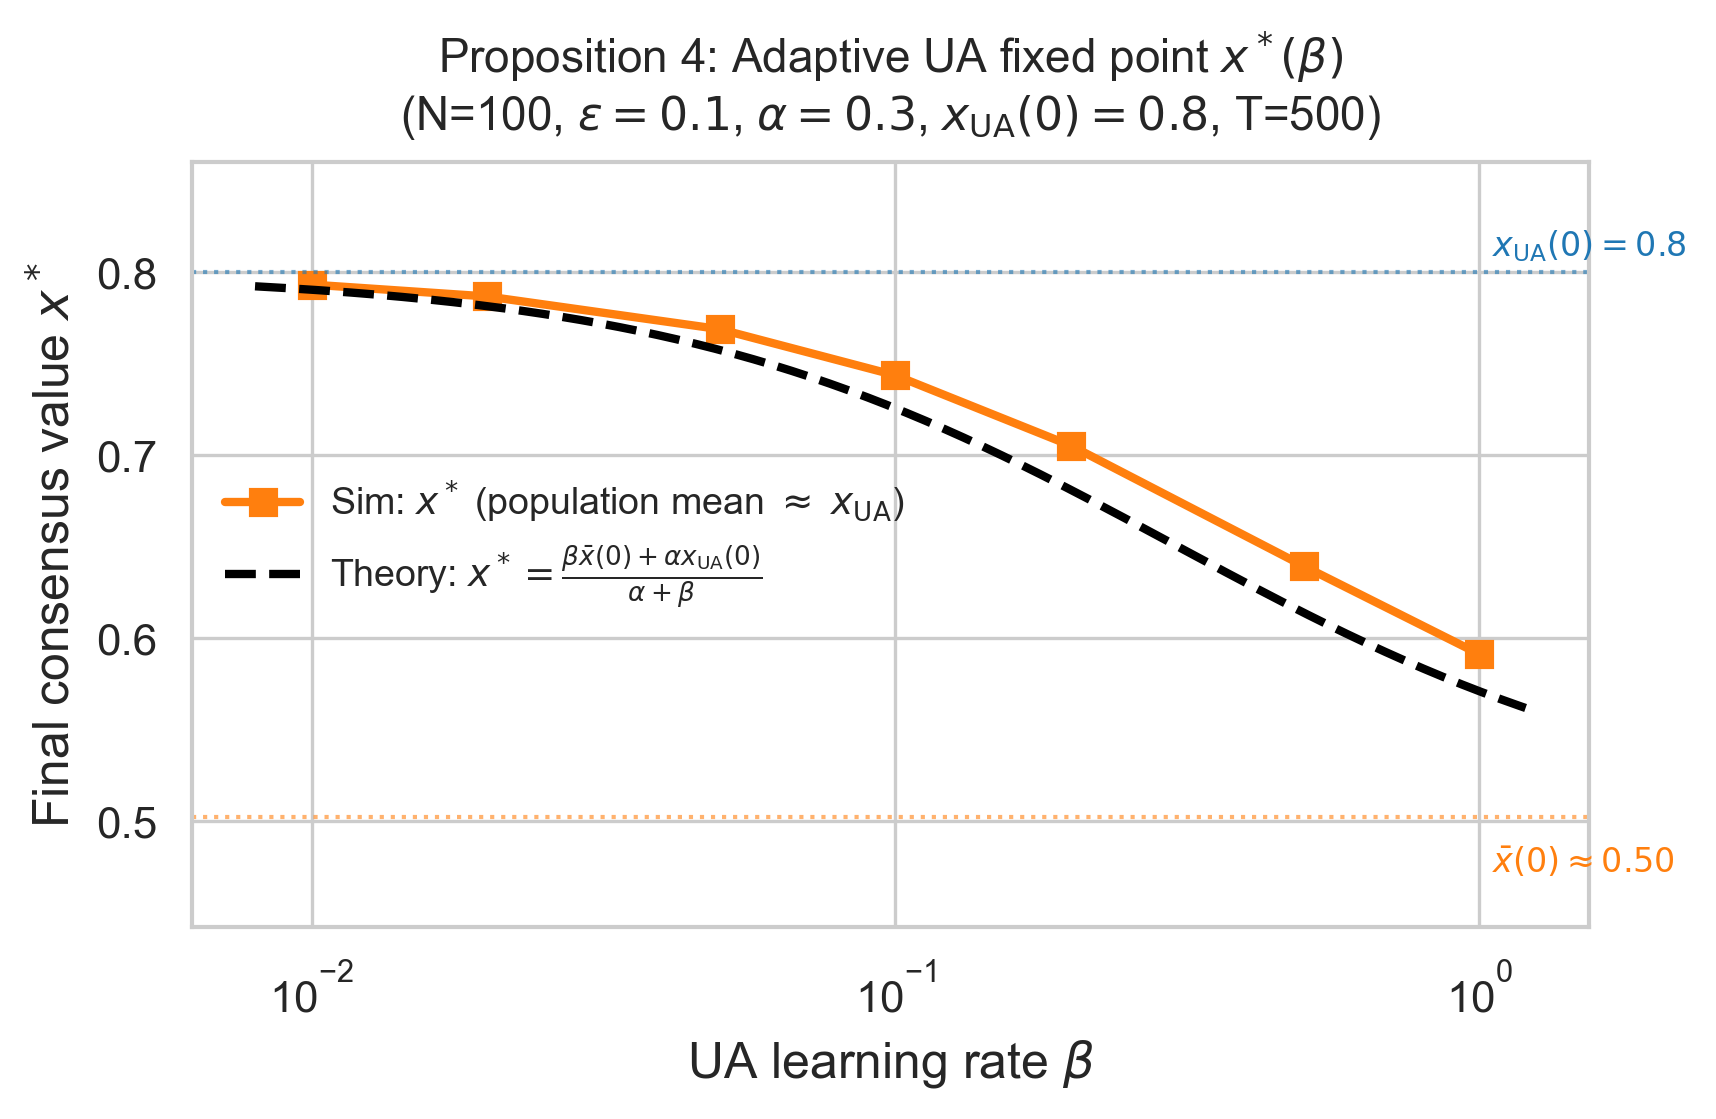 Proposition 4: Adaptive UA fixed point x*(β)
(N=100, ε = 0.1, α = 0.3, x_UA(0) = 0.8, T=500)
Final consensus value x*
0.8
0.7
0.6
0.5
x_UA(0) = 0.8
Sim: x* (population mean ≈ x_UA)
Theory: x* = (βx̄(0) + αx_UA(0))/(α + β)
x̄(0) ≈ 0.50
10⁻² 10⁻¹ 10⁰
UA learning rate β